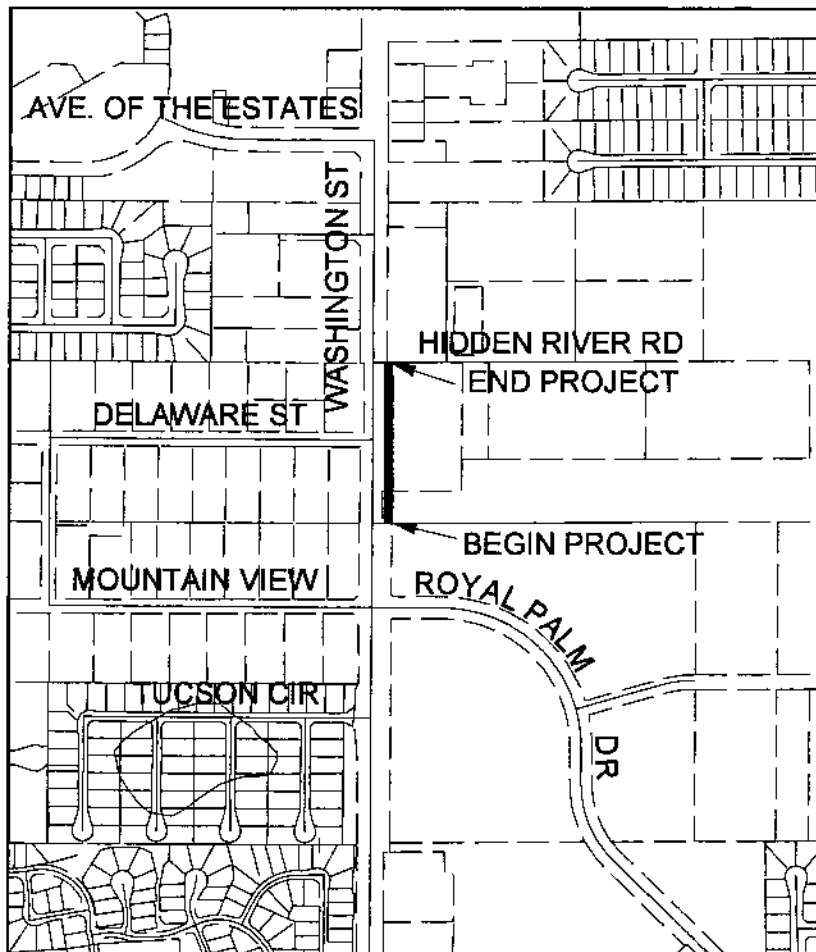 AVE. OF THE ESTATES
WASHINGTON ST
HIDDEN RIVER RD
END PROJECT
DELAWARE ST
BEGIN PROJECT
MOUNTAIN VIEW
ROYAL PALM DR
TUCSON CIR